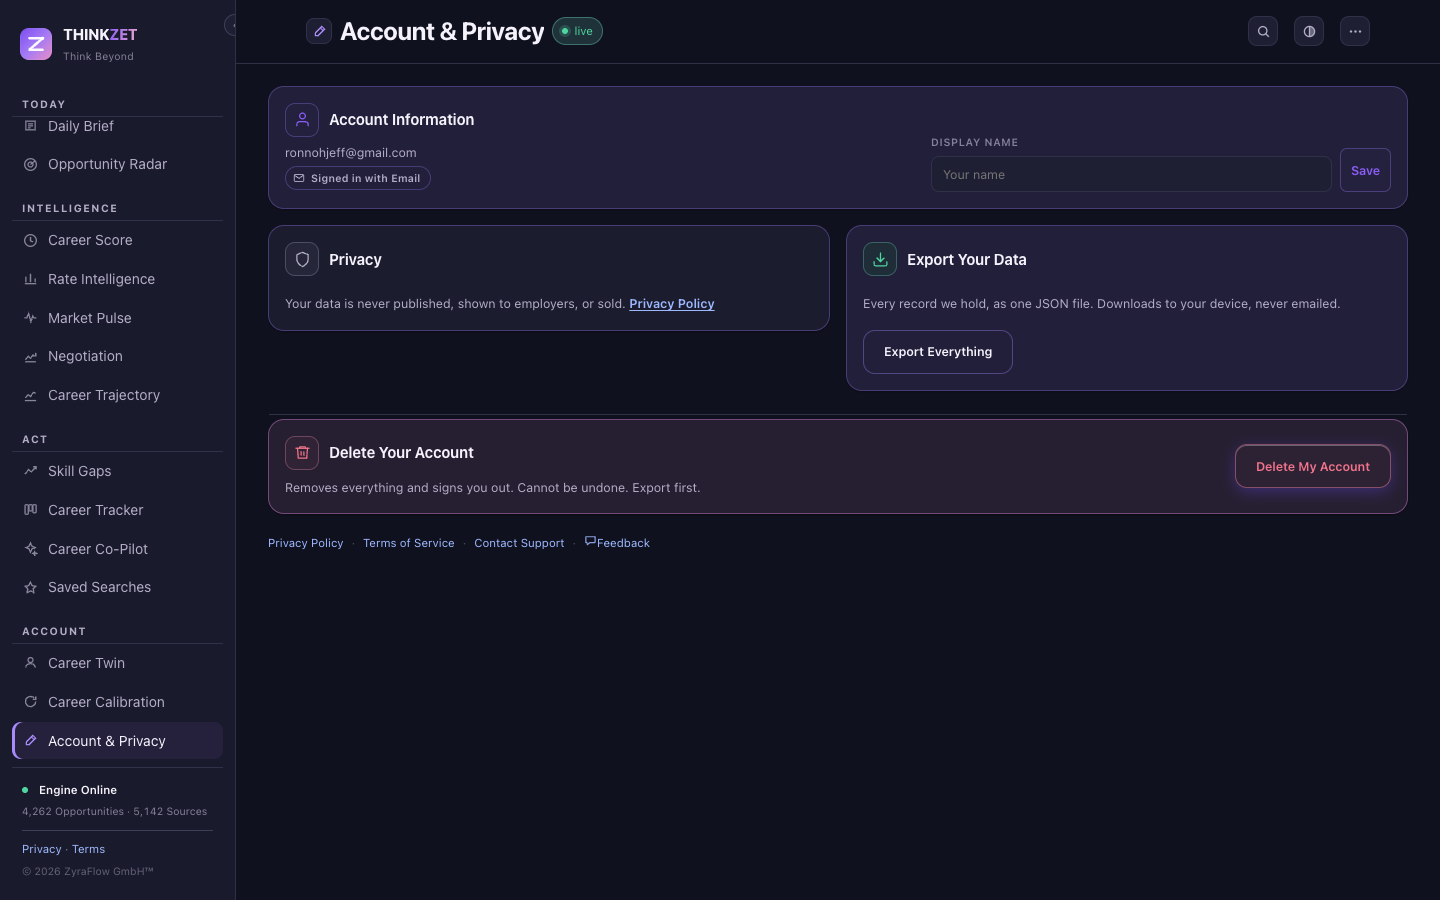 THINKZET
Think Beyond
TODAY
Daily Brief
Opportunity Radar
INTELLIGENCE
Career Score
Rate Intelligence
Market Pulse
Negotiation
Career Trajectory
ACT
Skill Gaps
Career Tracker
Career Co-Pilot
Saved Searches
ACCOUNT
Career Twin
Career Calibration
Account & Privacy
Engine Online
4,262 Opportunities · 5,142 Sources
Privacy · Terms
© 2026 ZyraFlow GmbH™
Account & Privacy
live
Account Information
ronnohjeff@gmail.com
Signed in with Email
DISPLAY NAME
Your name
Save
Privacy
Your data is never published, shown to employers, or sold. Privacy Policy
Export Your Data
Every record we hold, as one JSON file. Downloads to your device, never emailed.
Export Everything
Delete Your Account
Removes everything and signs you out. Cannot be undone. Export first.
Delete My Account
Privacy Policy · Terms of Service · Contact Support · Feedback